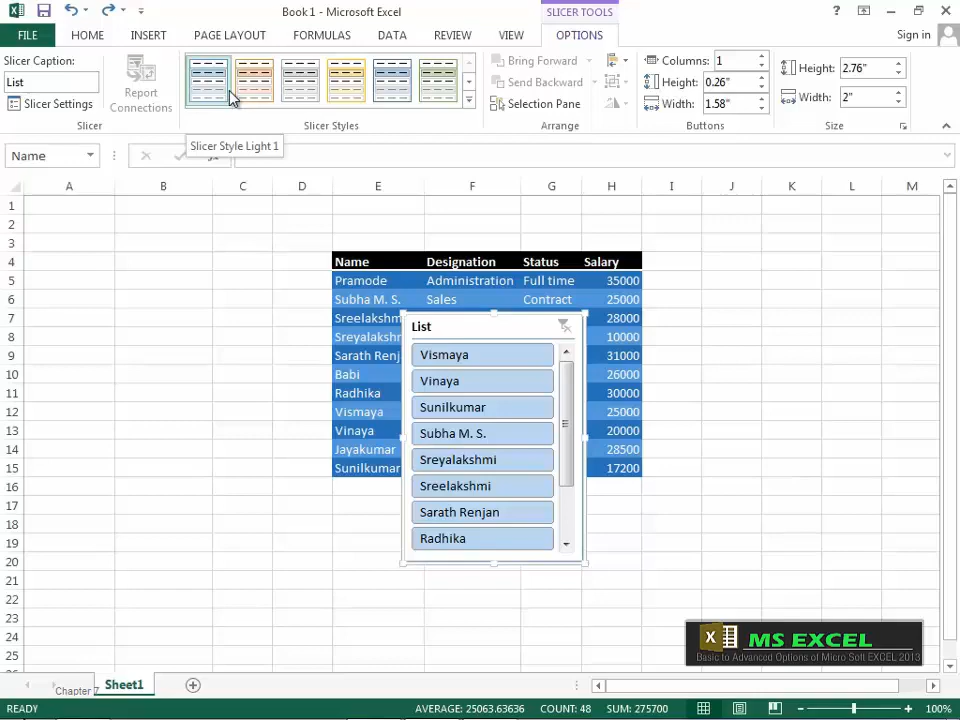 Book1 - Microsoft Excel
SLICER TOOLS
FILE HOME INSERT PAGE LAYOUT FORMULAS DATA REVIEW VIEW OPTIONS Sign in
Slicer Caption:
List
Slicer Settings
Report
Connections
Bring Forward
Send Backward
Selection Pane
Columns: 1
Height: 0.26"
Width: 1.58"
Height: 2.76"
Width: 2"
Slicer Slicer Styles Arrange Buttons Size
Slicer Style Light 1
Name
A B C D E F G H I J K L M
1
2
3
4 Name Designation Status Salary
5 Pramode Administration Full time 35000
6 Subha M. S. Sales Contract 25000
7 Sreelakshm 28000
8 Sreyalakshr 10000
9 Sarath Renj 31000
10 Babi 26000
11 Radhika 30000
12 Vismaya 25000
13 Vinaya 20000
14 Jayakumar 28500
15 Sunilkumar 17200
16
17
18
19
20
21
22
23
24
25
List
Vismaya
Vinaya
Sunilkumar
Subha M. S.
Sreyalakshmi
Sreelakshmi
Sarath Renjan
Radhika
MS EXCEL
Basic to Advanced Options of Micro Soft EXCEL 2013
Chapter 7
Sheet1
READY AVERAGE: 25063.63636 COUNT: 48 SUM: 275700 100%